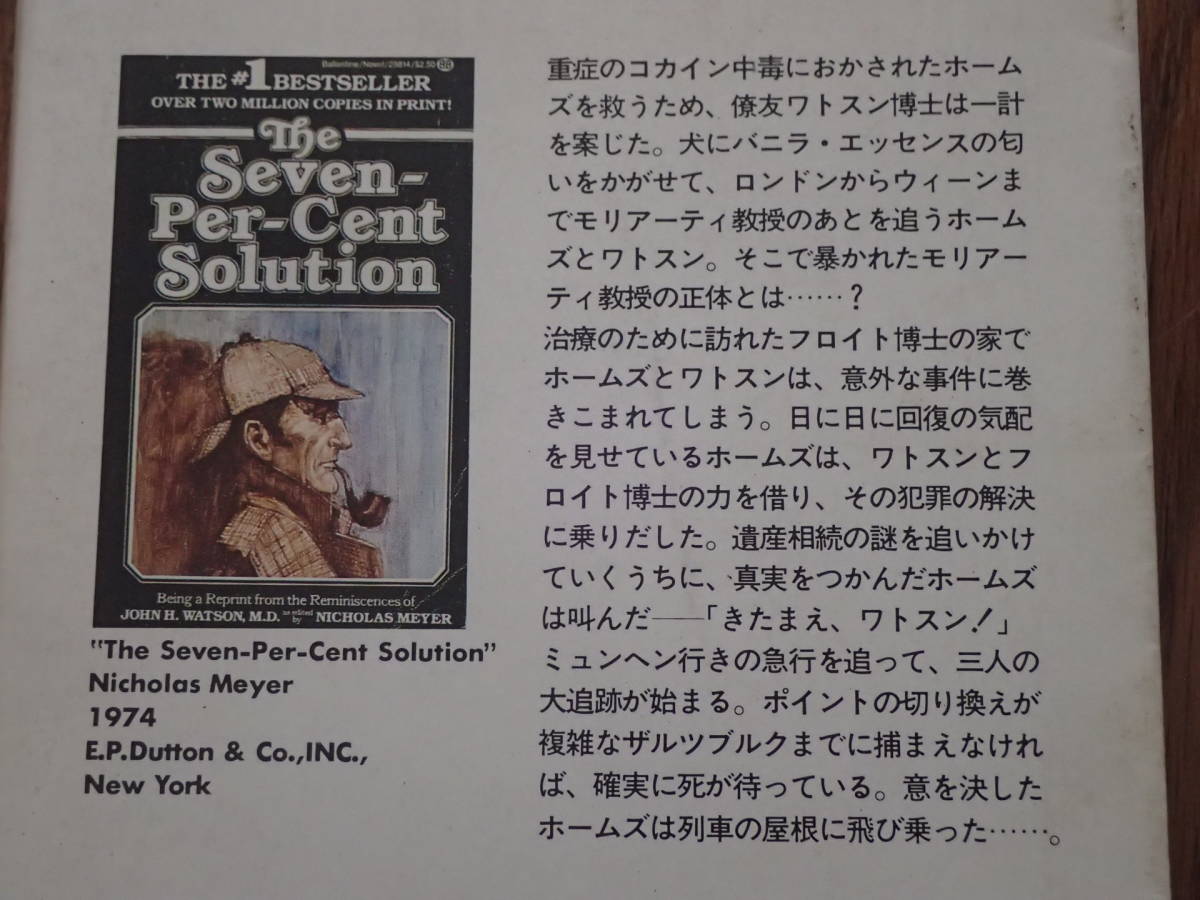 Ballantine/Novel/25814/$2.50
THE #1 BESTSELLER
OVER TWO MILLION COPIES IN PRINT!
The
Seven-
Per-Cent
Solution
Being a Reprint from the Reminiscences of
JOHN H. WATSON, M.D. as edited by NICHOLAS MEYER
"The Seven-Per-Cent Solution"
Nicholas Meyer
1974
E.P.Dutton & Co.,INC.,
New York
重症のコカイン中毒におかされたホーム
ズを救うため、僚友ワトスン博士は一計
を案じた。犬にバニラ・エッセンスの匂
いをかがせて、ロンドンからウィーンま
でモリアーティ教授のあとを追うホーム
ズとワトスン。そこで暴かれたモリアー
ティ教授の正体とは……?
治療のために訪れたフロイト博士の家で
ホームズとワトスンは、意外な事件に巻
きこまれてしまう。日に日に回復の気配
を見せているホームズは、ワトスンとフ
ロイト博士の力を借り、その犯罪の解決
に乗りだした。遺産相続の謎を追いかけ
ていくうちに、真実をつかんだホームズ
は叫んだ——「きたまえ、ワトスン!」
ミュンヘン行きの急行を追って、三人の
大追跡が始まる。ポイントの切り換えが
複雑なザルツブルクまでに捕まえなけれ
ば、確実に死が待っている。意を決した
ホームズは列車の屋根に飛び乗った……。